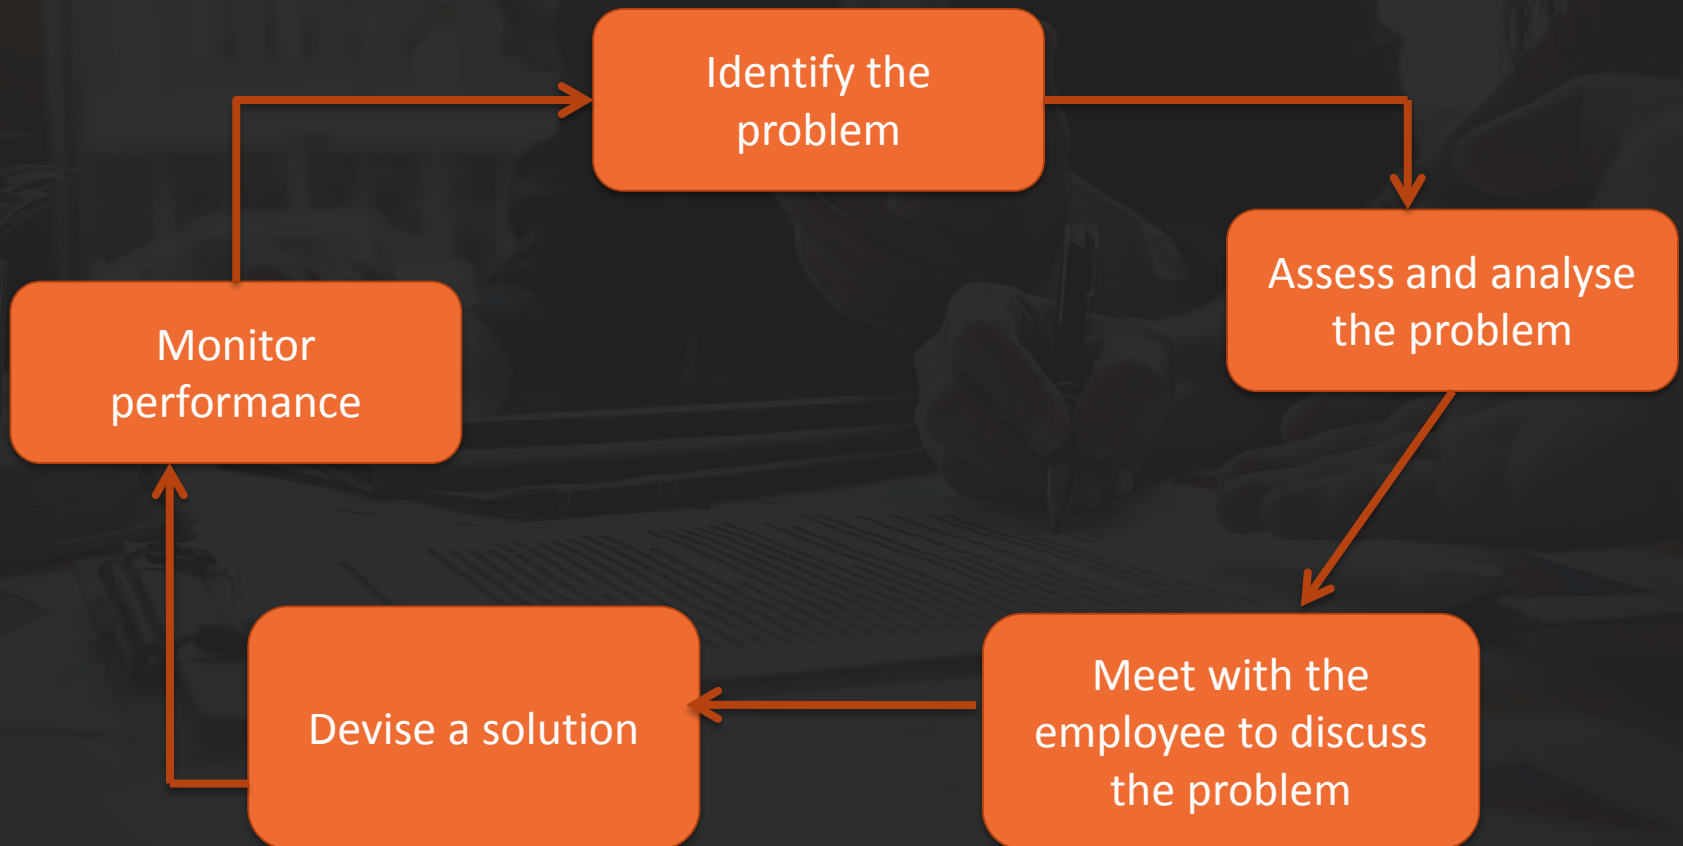 Identify the
problem
Assess and analyse
the problem
Meet with the
employee to discuss
the problem
Devise a solution
Monitor
performance